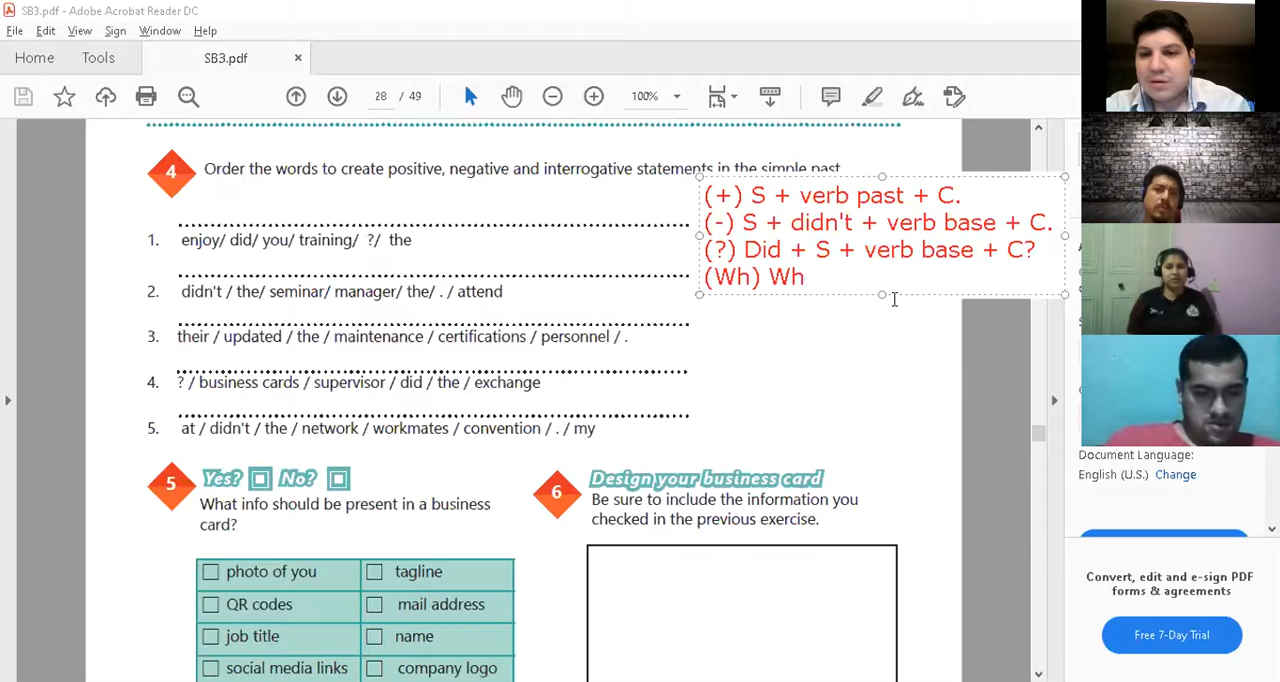 SB3.pdf - Adobe Acrobat Reader DC
File Edit View Sign Window Help
Home Tools SB3.pdf ×
28 / 49 100%
4 Order the words to create positive, negative and interrogative statements in the simple past
(+) S + verb past + C.
(-) S + didn't + verb base + C.
(?) Did + S + verb base + C?
(Wh) Wh
1. enjoy/ did/ you/ training/ ?/ the
2. didn't / the/ seminar/ manager/ the/ . / attend
3. their / updated / the / maintenance / certifications / personnel / .
4. ? / business cards / supervisor / did / the / exchange
5. at / didn't / the / network / workmates / convention / . / my
5 Yes? No?
What info should be present in a business
card?
photo of you tagline
QR codes mail address
job title name
social media links company logo
6 Design your business card
Be sure to include the information you
checked in the previous exercise.
Document Language:
English (U.S.) Change
Convert, edit and e-sign PDF
forms & agreements
Free 7-Day Trial